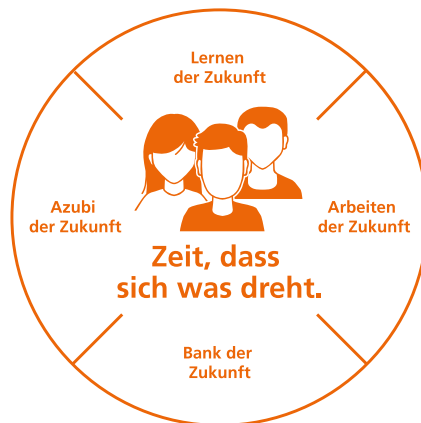 Lernen
der Zukunft
Azubi
der Zukunft
Arbeiten
der Zukunft
Zeit, dass
sich was dreht.
Bank der
Zukunft